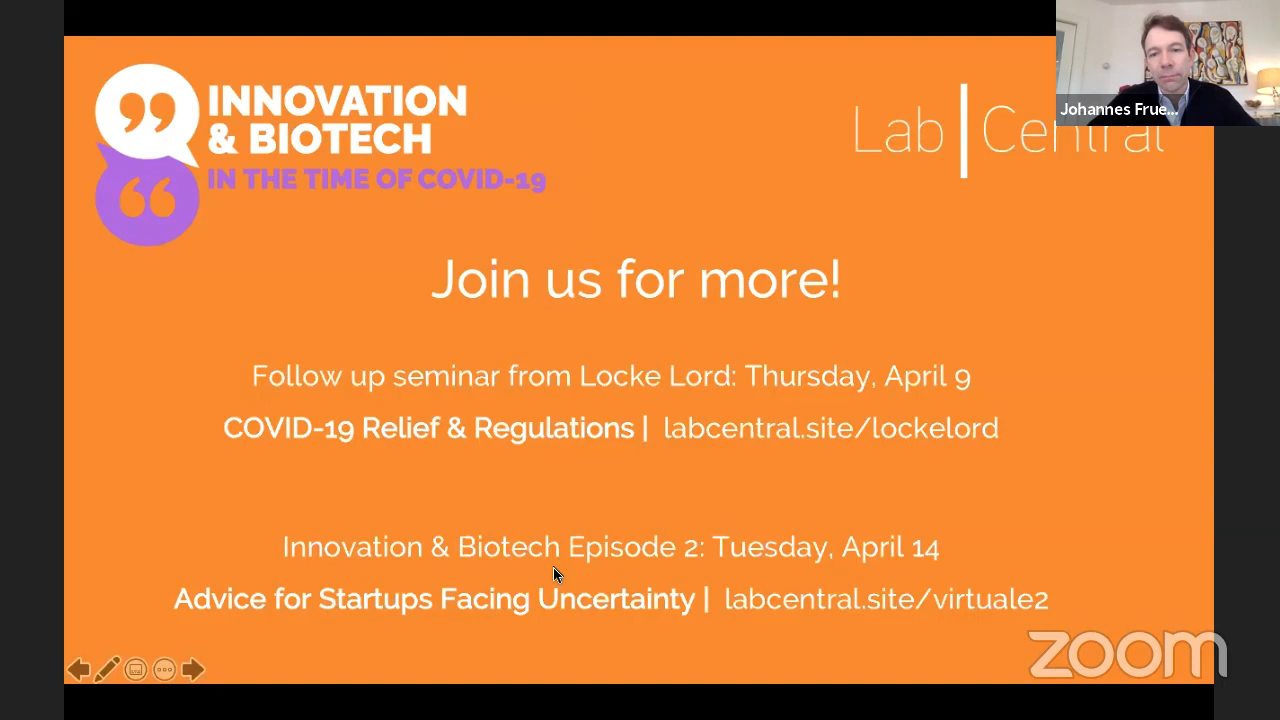 INNOVATION
& BIOTECH
IN THE TIME OF COVID-19
Lab Central
Johannes Frue...
Join us for more!
Follow up seminar from Locke Lord: Thursday, April 9
COVID-19 Relief & Regulations | labcentral.site/lockelord
Innovation & Biotech Episode 2: Tuesday, April 14
Advice for Startups Facing Uncertainty | labcentral.site/virtuale2
zoom